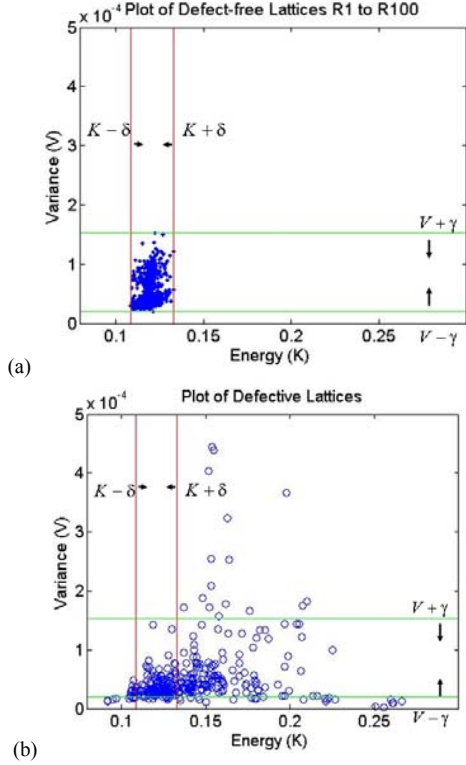 Plot of Defect-free Lattices R1 to R100
5 x 10⁻⁴
4
3
2
1
0
Variance (V)
K − δ
K + δ
V + γ
V − γ
0.1 0.15 0.2 0.25
Energy (K)
(a)
Plot of Defective Lattices
5 x 10⁻⁴
4
3
2
1
0
Variance (V)
K − δ
K + δ
V + γ
V − γ
0.1 0.15 0.2 0.25
Energy (K)
(b)